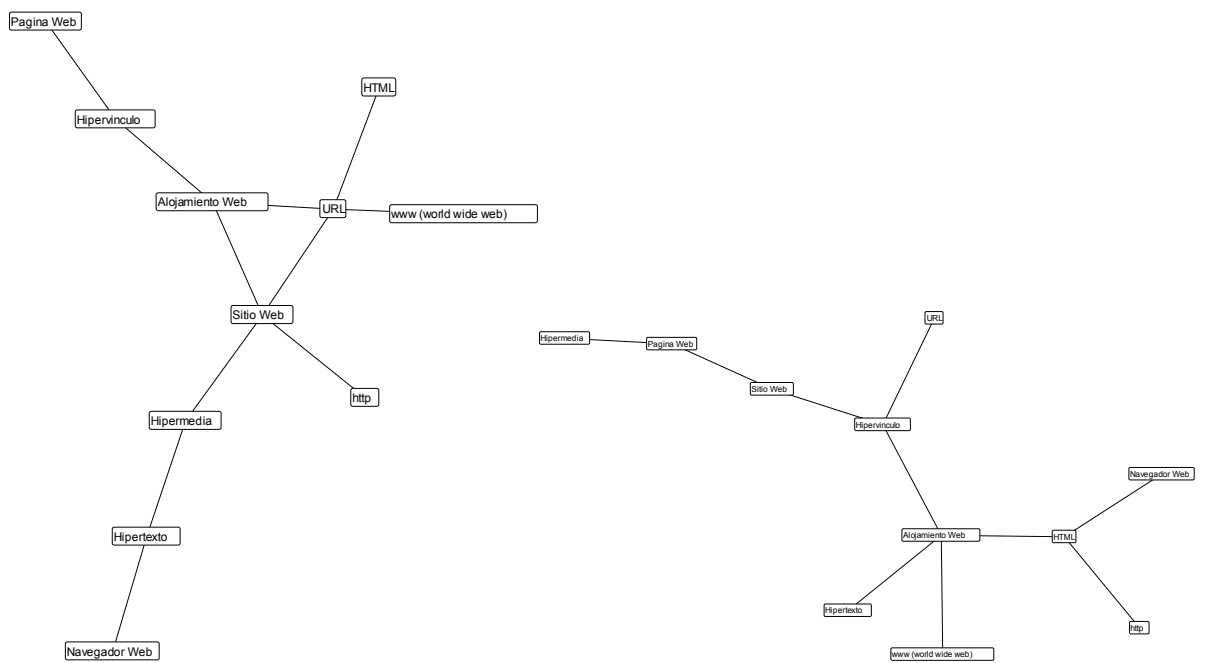 Pagina Web
HTML
Hipervinculo
Alojamiento Web
URL
www (world wide web)
Sitio Web
http
Hipermedia
Hipertexto
Navegador Web
URL
Hipermedia
Pagina Web
Sitio Web
Hipervinculo
Navegador Web
Alojamiento Web
HTML
Hipertexto
http
www (world wide web)